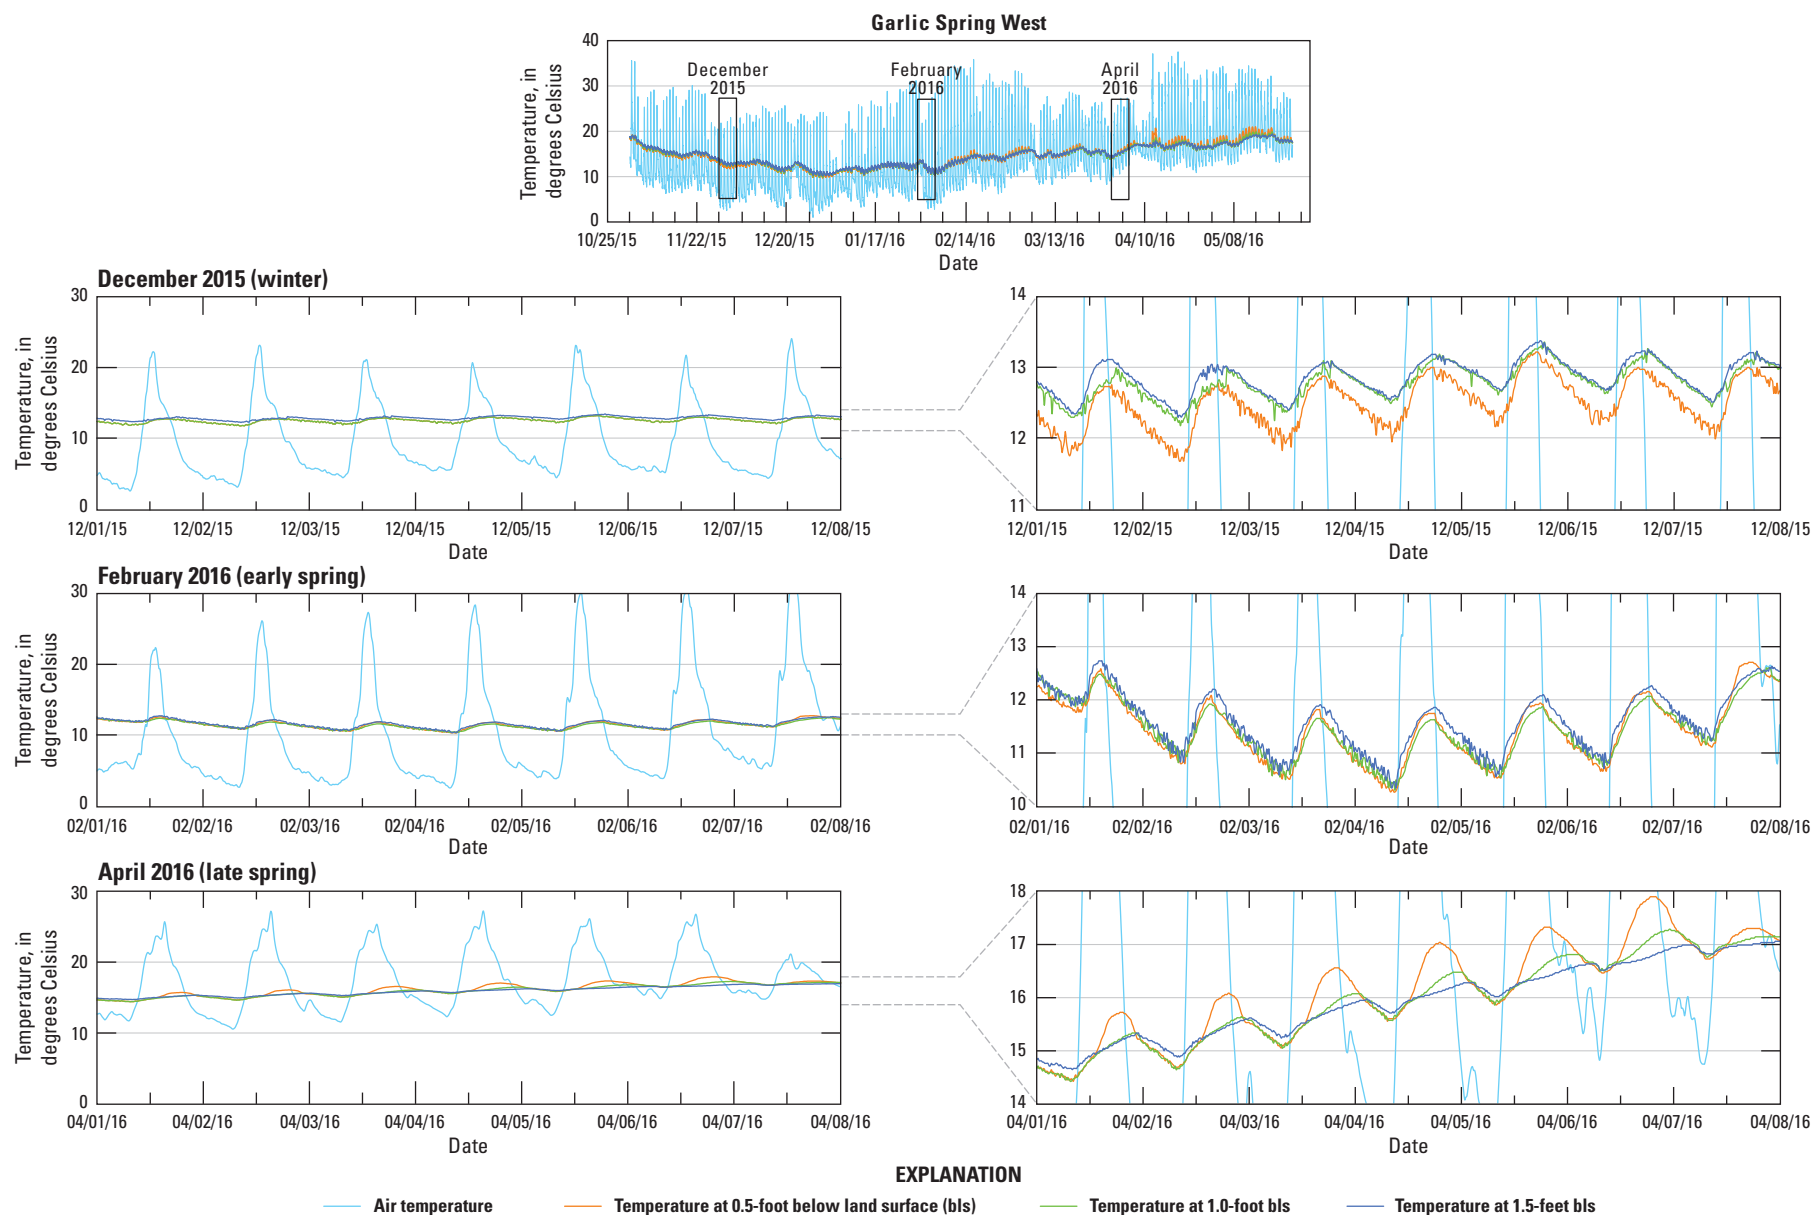 Garlic Spring West
Temperature, in
degrees Celsius
40
30
20
10
0
December
2015
February
2016
April
2016
10/25/15 11/22/15 12/20/15 01/17/16 02/14/16 03/13/16 04/10/16 05/08/16
Date
December 2015 (winter)
Temperature, in
degrees Celsius
30
20
10
0
12/01/15 12/02/15 12/03/15 12/04/15 12/05/15 12/06/15 12/07/15 12/08/15
Date
14
13
12
11
12/01/15 12/02/15 12/03/15 12/04/15 12/05/15 12/06/15 12/07/15 12/08/15
Date
February 2016 (early spring)
Temperature, in
degrees Celsius
30
20
10
0
02/01/16 02/02/16 02/03/16 02/04/16 02/05/16 02/06/16 02/07/16 02/08/16
Date
14
13
12
11
10
02/01/16 02/02/16 02/03/16 02/04/16 02/05/16 02/06/16 02/07/16 02/08/16
Date
April 2016 (late spring)
Temperature, in
degrees Celsius
30
20
10
0
04/01/16 04/02/16 04/03/16 04/04/16 04/05/16 04/06/16 04/07/16 04/08/16
Date
18
17
16
15
14
04/01/16 04/02/16 04/03/16 04/04/16 04/05/16 04/06/16 04/07/16 04/08/16
Date
EXPLANATION
Air temperature
Temperature at 0.5-foot below land surface (bls)
Temperature at 1.0-foot bls
Temperature at 1.5-feet bls